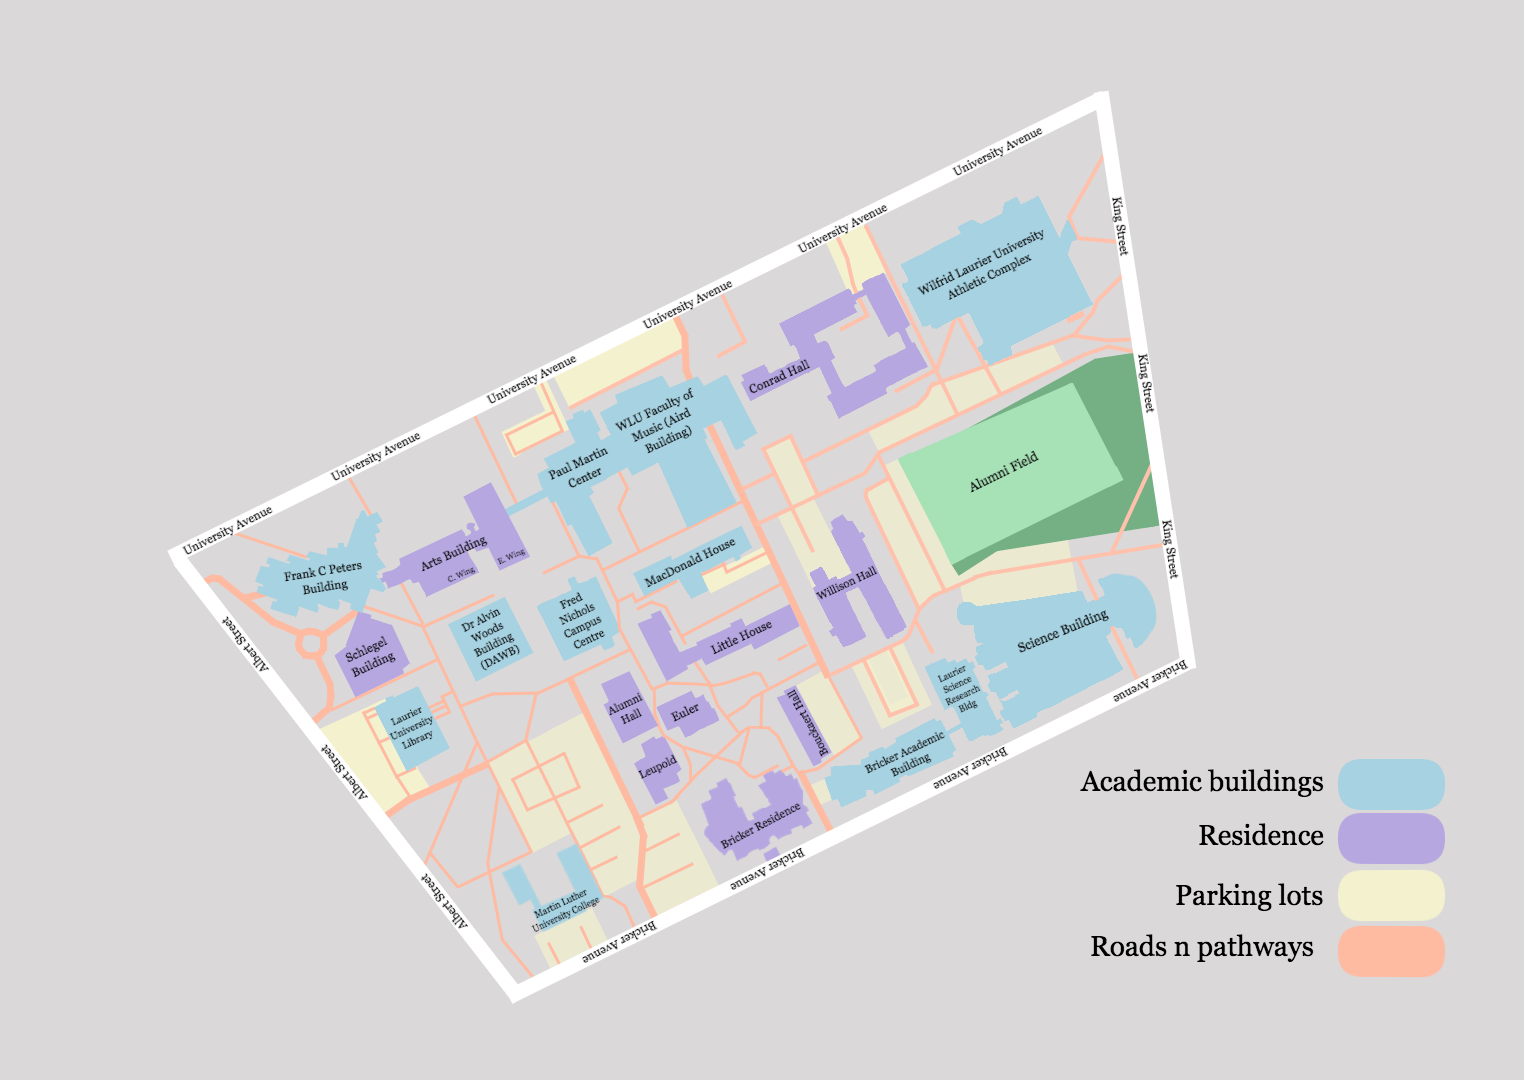 University Avenue
University Avenue
University Avenue
University Avenue
University Avenue
University Avenue
King Street
King Street
King Street
Wilfrid Laurier University
Athletic Complex
Conrad Hall
WLU Faculty of
Music (Aird
Building)
Paul Martin
Center
Alumni Field
Arts Building
C. Wing
E. Wing
Frank C Peters
Building
MacDonald House
Willison Hall
Fred
Nichols
Campus
Centre
Dr Alvin
Woods
Building
(DAWB)
Little House
Science Building
Schlegel
Building
Laurier
Science
Research
Bldg
Alumni
Hall
Euler
Bouckaert Hall
Laurier
University
Library
Leupold
Bricker Academic
Building
Bricker Residence
Martin Luther
University College
Albert Street
Albert Street
Albert Street
Bricker Avenue
Bricker Avenue
Bricker Avenue
Bricker Avenue
Academic buildings
Residence
Parking lots
Roads n pathways